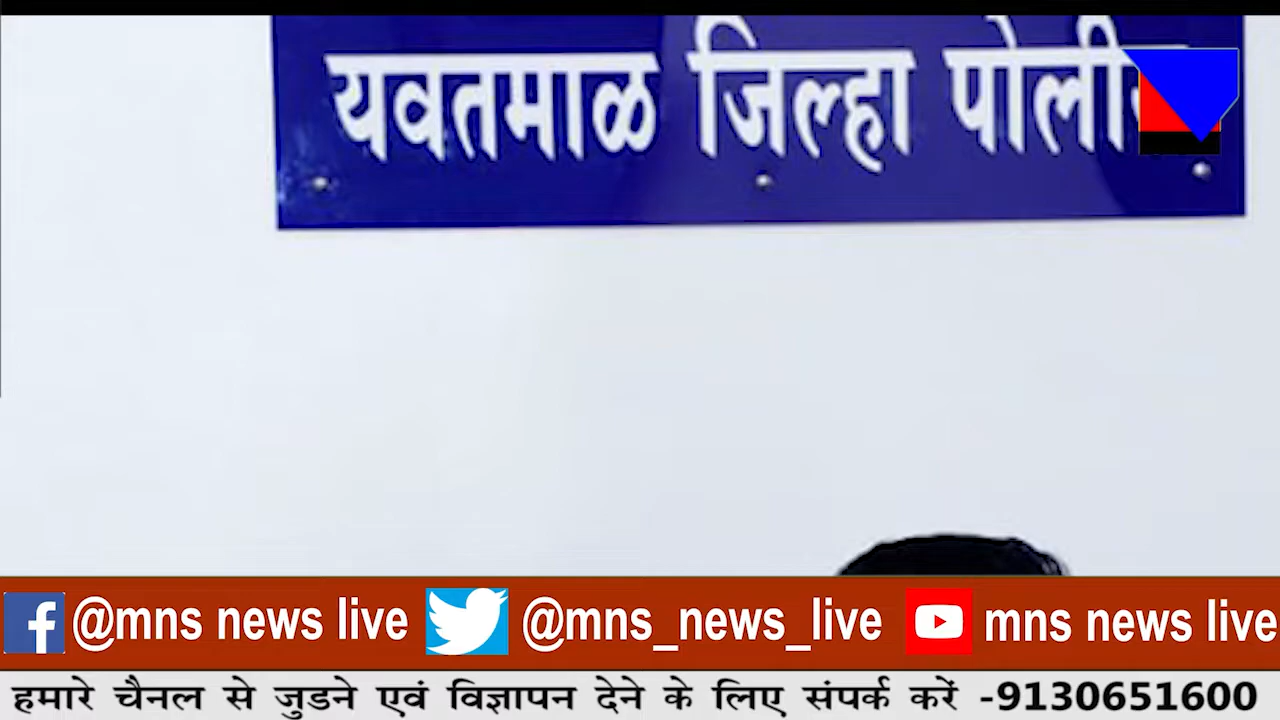 यवतमाळ जिल्हा
@mns news live @mns_news_live mns news live
हमारे चैनल से जुडने एवं विज्ञापन देने के लिए संपर्क करें -9130651600